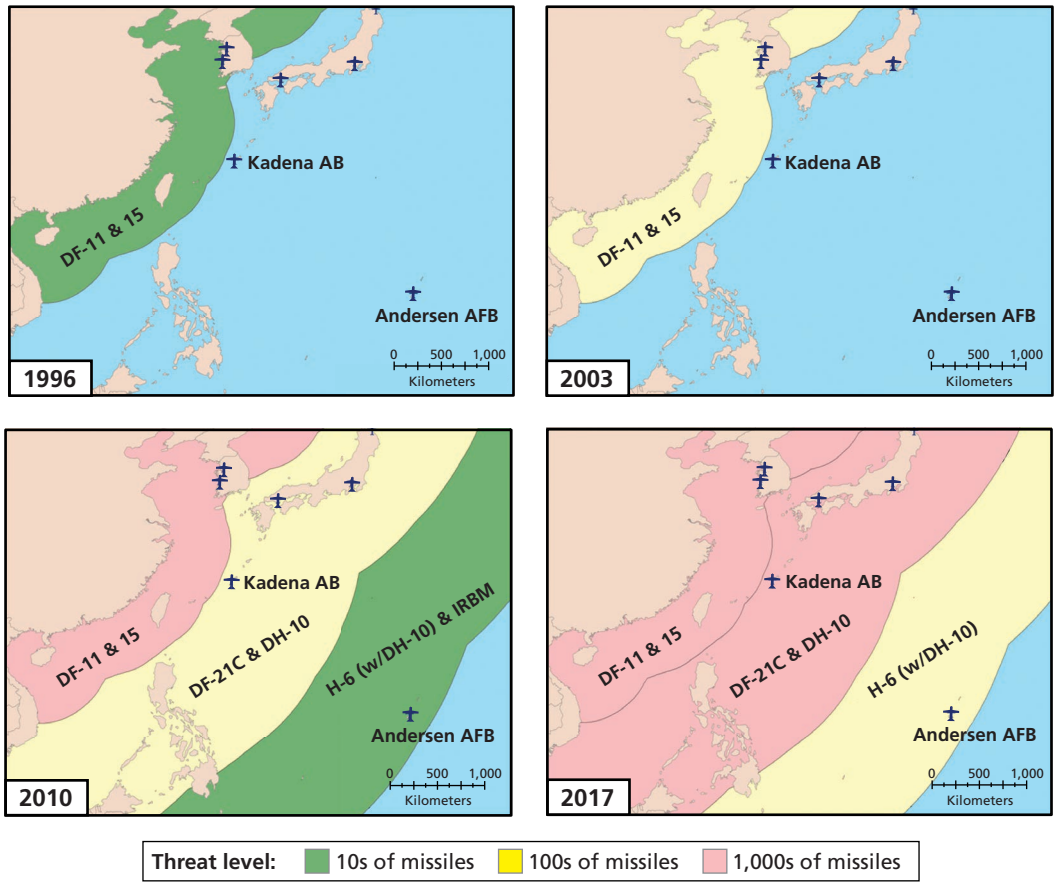 DF-11 & 15
Kadena AB
Andersen AFB
0 500 1,000
Kilometers
1996
DF-11 & 15
Kadena AB
Andersen AFB
0 500 1,000
Kilometers
2003
DF-11 & 15
Kadena AB
DF-21C & DH-10
H-6 (w/DH-10) & IRBM
Andersen AFB
0 500 1,000
Kilometers
2010
DF-11 & 15
Kadena AB
DF-21C & DH-10
H-6 (w/DH-10)
Andersen AFB
0 500 1,000
Kilometers
2017
Threat level: 10s of missiles 100s of missiles 1,000s of missiles